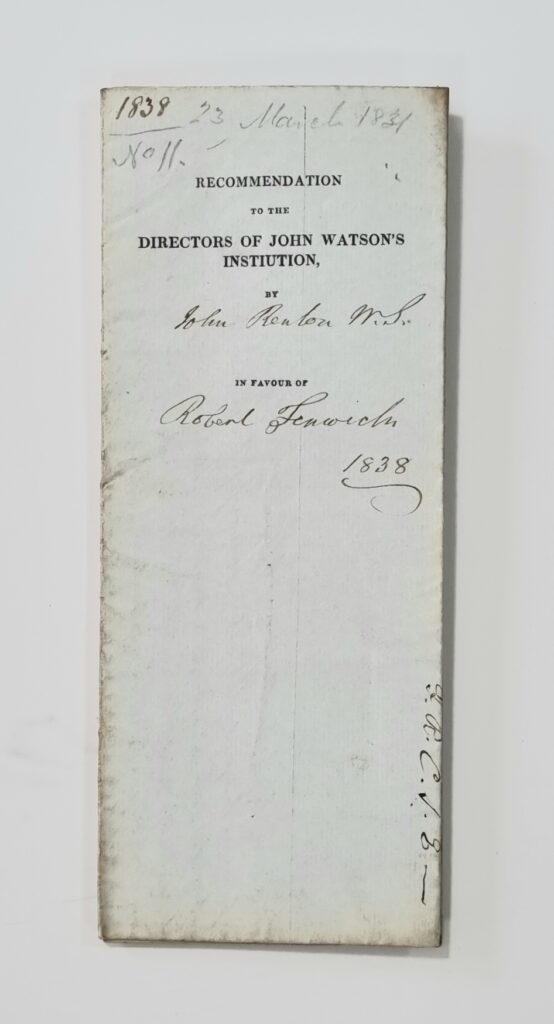 1838 23 March 1831
No 11.
RECOMMENDATION
TO THE
DIRECTORS OF JOHN WATSON'S
INSTIUTION,
BY
John Renton W.S.
IN FAVOUR OF
Robert Fenwick
1838